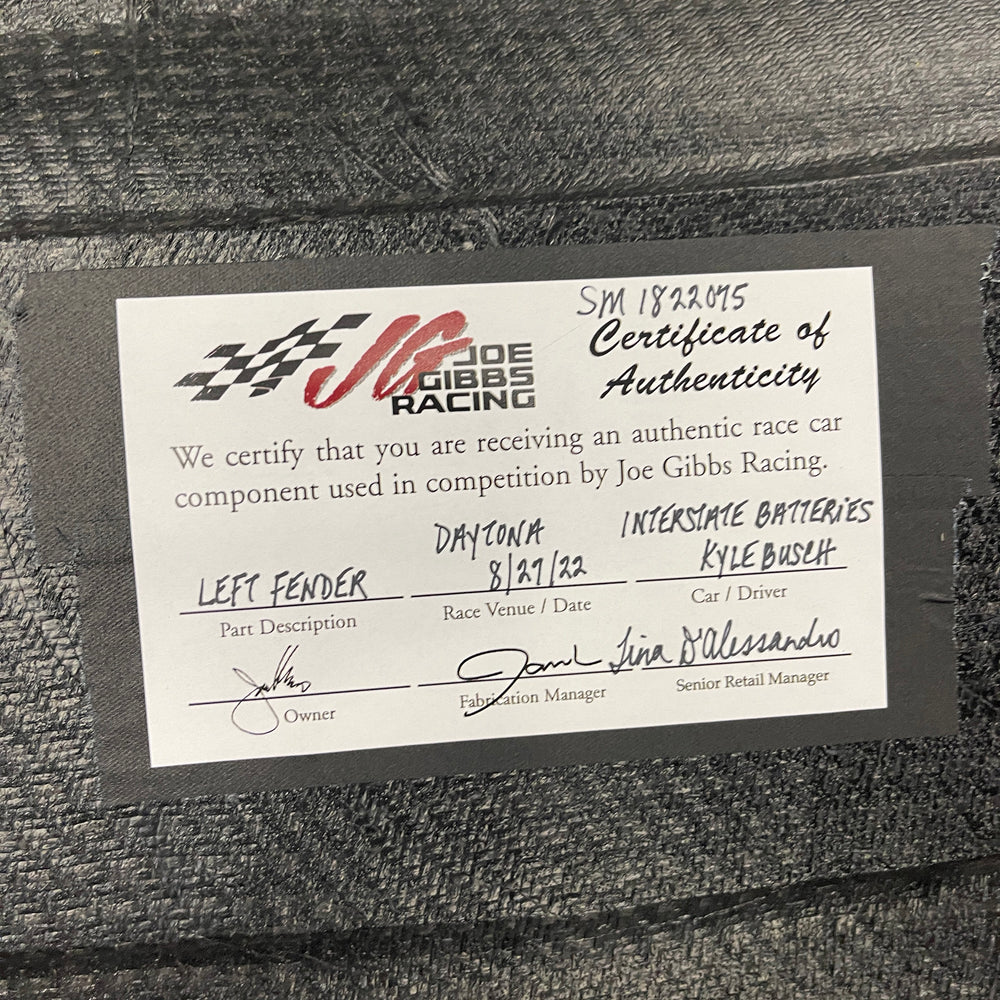 SM 1822075
JG JOE
GIBBS
RACING
Certificate of
Authenticity
We certify that you are receiving an authentic race car
component used in competition by Joe Gibbs Racing.
LEFT FENDER
Part Description
DAYTONA
8/27/22
Race Venue / Date
INTERSTATE BATTERIES
KYLE BUSCH
Car / Driver
Owner
Fabrication Manager
Tina D'Alessandro
Senior Retail Manager